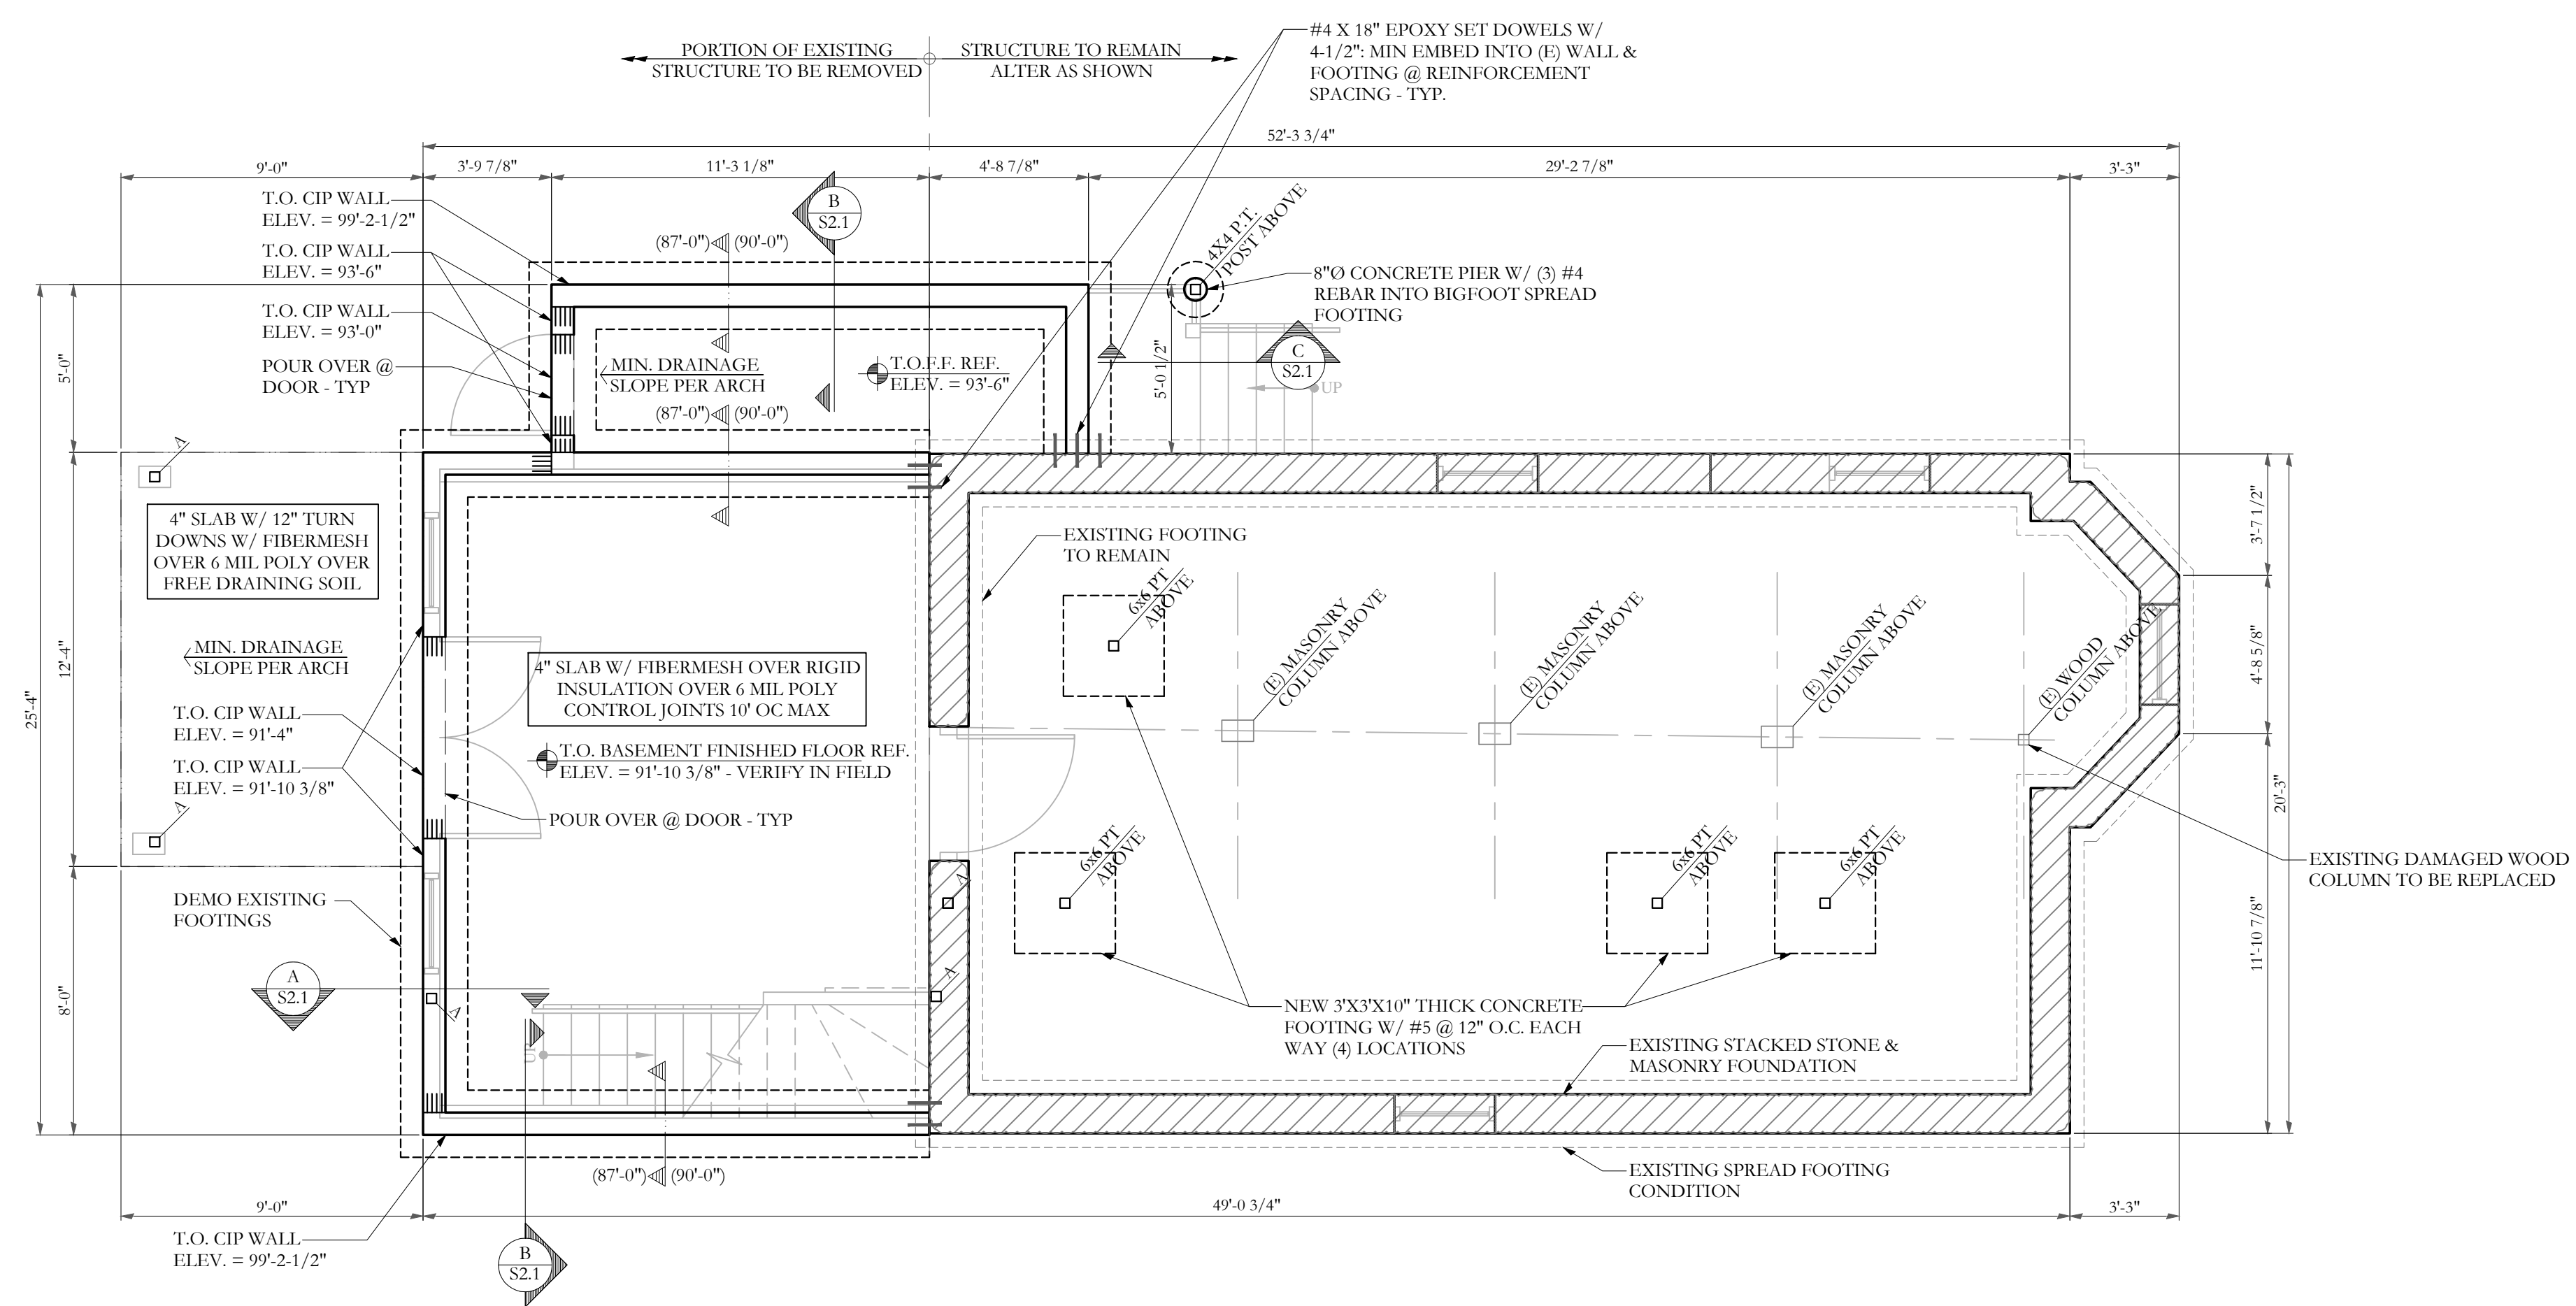 PORTION OF EXISTING
STRUCTURE TO BE REMOVED
STRUCTURE TO REMAIN
ALTER AS SHOWN
#4 X 18" EPOXY SET DOWELS W/
4-1/2": MIN EMBED INTO (E) WALL &
FOOTING @ REINFORCEMENT
SPACING - TYP.
52'-3 3/4"
9'-0"
3'-9 7/8"
11'-3 1/8"
4'-8 7/8"
29'-2 7/8"
3'-3"
T.O. CIP WALL
ELEV. = 99'-2-1/2"
T.O. CIP WALL
ELEV. = 93'-6"
T.O. CIP WALL
ELEV. = 93'-0"
POUR OVER @
DOOR - TYP
B
S2.1
(87'-0")
(90'-0")
4X4 P.T.
POST ABOVE
8"Ø CONCRETE PIER W/ (3) #4
REBAR INTO BIGFOOT SPREAD
FOOTING
C
S2.1
UP
MIN. DRAINAGE
SLOPE PER ARCH
T.O.F.F. REF.
ELEV. = 93'-6"
(87'-0")
(90'-0")
5'-0 1/2"
5'-0"
25'-4"
12'-4"
8'-0"
A
4" SLAB W/ 12" TURN
DOWNS W/ FIBERMESH
OVER 6 MIL POLY OVER
FREE DRAINING SOIL
MIN. DRAINAGE
SLOPE PER ARCH
T.O. CIP WALL
ELEV. = 91'-4"
T.O. CIP WALL
ELEV. = 91'-10 3/8"
A
DEMO EXISTING
FOOTINGS
A
S2.1
A
4" SLAB W/ FIBERMESH OVER RIGID
INSULATION OVER 6 MIL POLY
CONTROL JOINTS 10' OC MAX
T.O. BASEMENT FINISHED FLOOR REF.
ELEV. = 91'-10 3/8" - VERIFY IN FIELD
POUR OVER @ DOOR - TYP
UP
A
A
EXISTING FOOTING
TO REMAIN
6x6 PT
ABOVE
(E) MASONRY
COLUMN ABOVE
(E) MASONRY
COLUMN ABOVE
(E) MASONRY
COLUMN ABOVE
(E) WOOD
COLUMN ABOVE
6x6 PT
ABOVE
6x6 PT
ABOVE
6x6 PT
ABOVE
3'-7 1/2"
4'-8 5/8"
20'-3"
11'-10 7/8"
EXISTING DAMAGED WOOD
COLUMN TO BE REPLACED
NEW 3'X3'X10" THICK CONCRETE
FOOTING W/ #5 @ 12" O.C. EACH
WAY (4) LOCATIONS
EXISTING STACKED STONE &
MASONRY FOUNDATION
EXISTING SPREAD FOOTING
CONDITION
(87'-0")
(90'-0")
9'-0"
49'-0 3/4"
3'-3"
T.O. CIP WALL
ELEV. = 99'-2-1/2"
B
S2.1